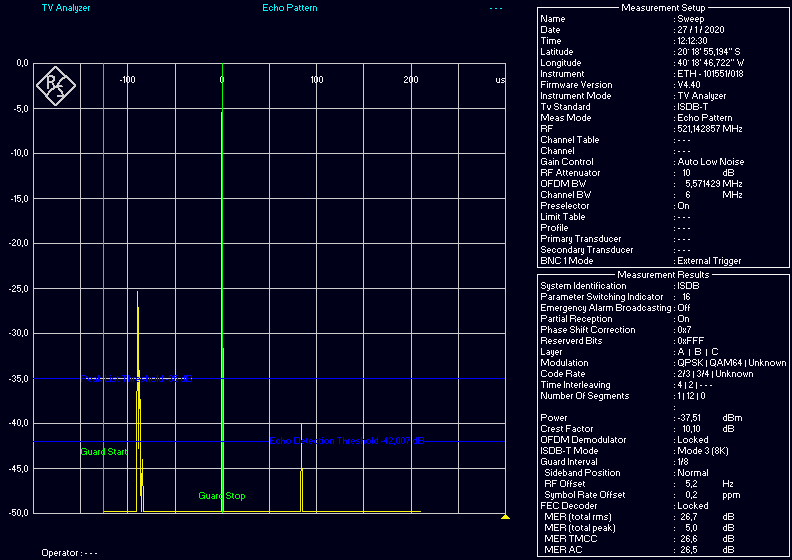 TV Analyzer
Echo Pattern
---
0,0
-5,0
-10,0
-15,0
-20,0
-25,0
-30,0
-35,0
-40,0
-45,0
-50,0
-100
0
100
200
us
R
S
Echo Detection Threshold -42,007 dB
Guard Start
Guard Stop
Operator : ---
Measurement Setup
Name : Sweep
Date : 27 / 1 / 2020
Time : 12:12:30
Latitude : 20° 18' 55,194" S
Longitude : 40° 18' 46,722" W
Instrument : ETH - 101551/018
Firmware Version : V4.40
Instrument Mode : TV Analyzer
Tv Standard : ISDB-T
Meas Mode : Echo Pattern
RF : 521,142857 MHz
Channel Table : ---
Channel : ---
Gain Control : Auto Low Noise
RF Attenuator : 10 dB
OFDM BW : 5,571429 MHz
Channel BW : 6 MHz
Preselector : On
Limit Table : ---
Profile : ---
Primary Transducer : ---
Secondary Transducer : ---
BNC 1 Mode : External Trigger
Measurement Results
System Identification : ISDB
Parameter Switching Indicator : 16
Emergency Alarm Broadcasting : Off
Partial Reception : On
Phase Shift Correction : 0x7
Reserverd Bits : 0xFFF
Layer : A | B | C
Modulation : QPSK | QAM64 | Unknown
Code Rate : 2/3 | 3/4 | Unknown
Time Interleaving : 4 | 2 | ---
Number Of Segments : 1 | 12 | 0
:
Power : -37,51 dBm
Crest Factor : 10,10 dB
OFDM Demodulator : Locked
ISDB-T Mode : Mode 3 (8K)
Guard Interval : 1/8
Sideband Position : Normal
RF Offset : 5,2 Hz
Symbol Rate Offset : 0,2 ppm
FEC Decoder : Locked
MER (total rms) : 26,7 dB
MER (total peak) : 5,0 dB
MER TMCC : 26,6 dB
MER AC : 26,5 dB